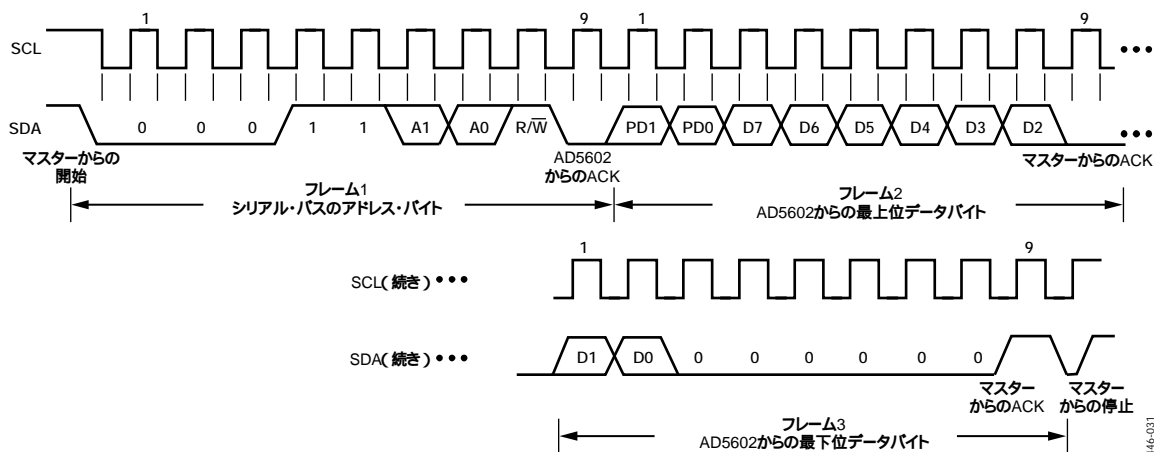 1 9 1 9
SCL
SDA 0 0 0 1 1 A1 A0 R/W̅ PD1 PD0 D7 D6 D5 D4 D3 D2
マスターからの
開始
AD5602
からのACK
マスターからのACK
フレーム1
シリアル・バスのアドレス・バイト
フレーム2
AD5602からの最上位データバイト
1 9
SCL(続き)
SDA(続き) D1 D0 0 0 0 0 0 0
マスター
からのACK
マスター
からの停止
フレーム3
AD5602からの最下位データバイト
46-031